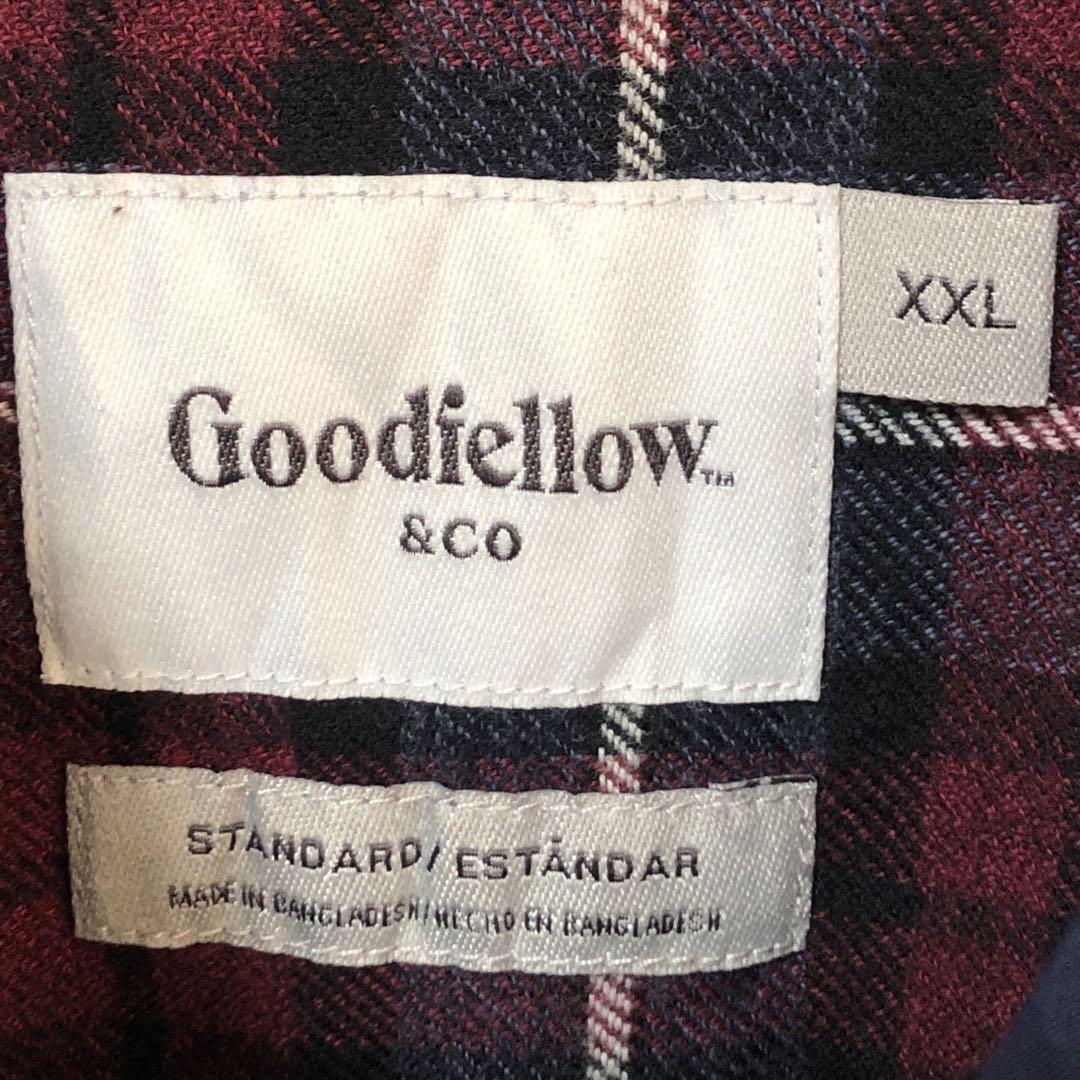 Goodfellow™
&CO
XXL
STANDARD/ESTÁNDAR
MADE IN BANGLADESH/HECHO EN BANGLADESH